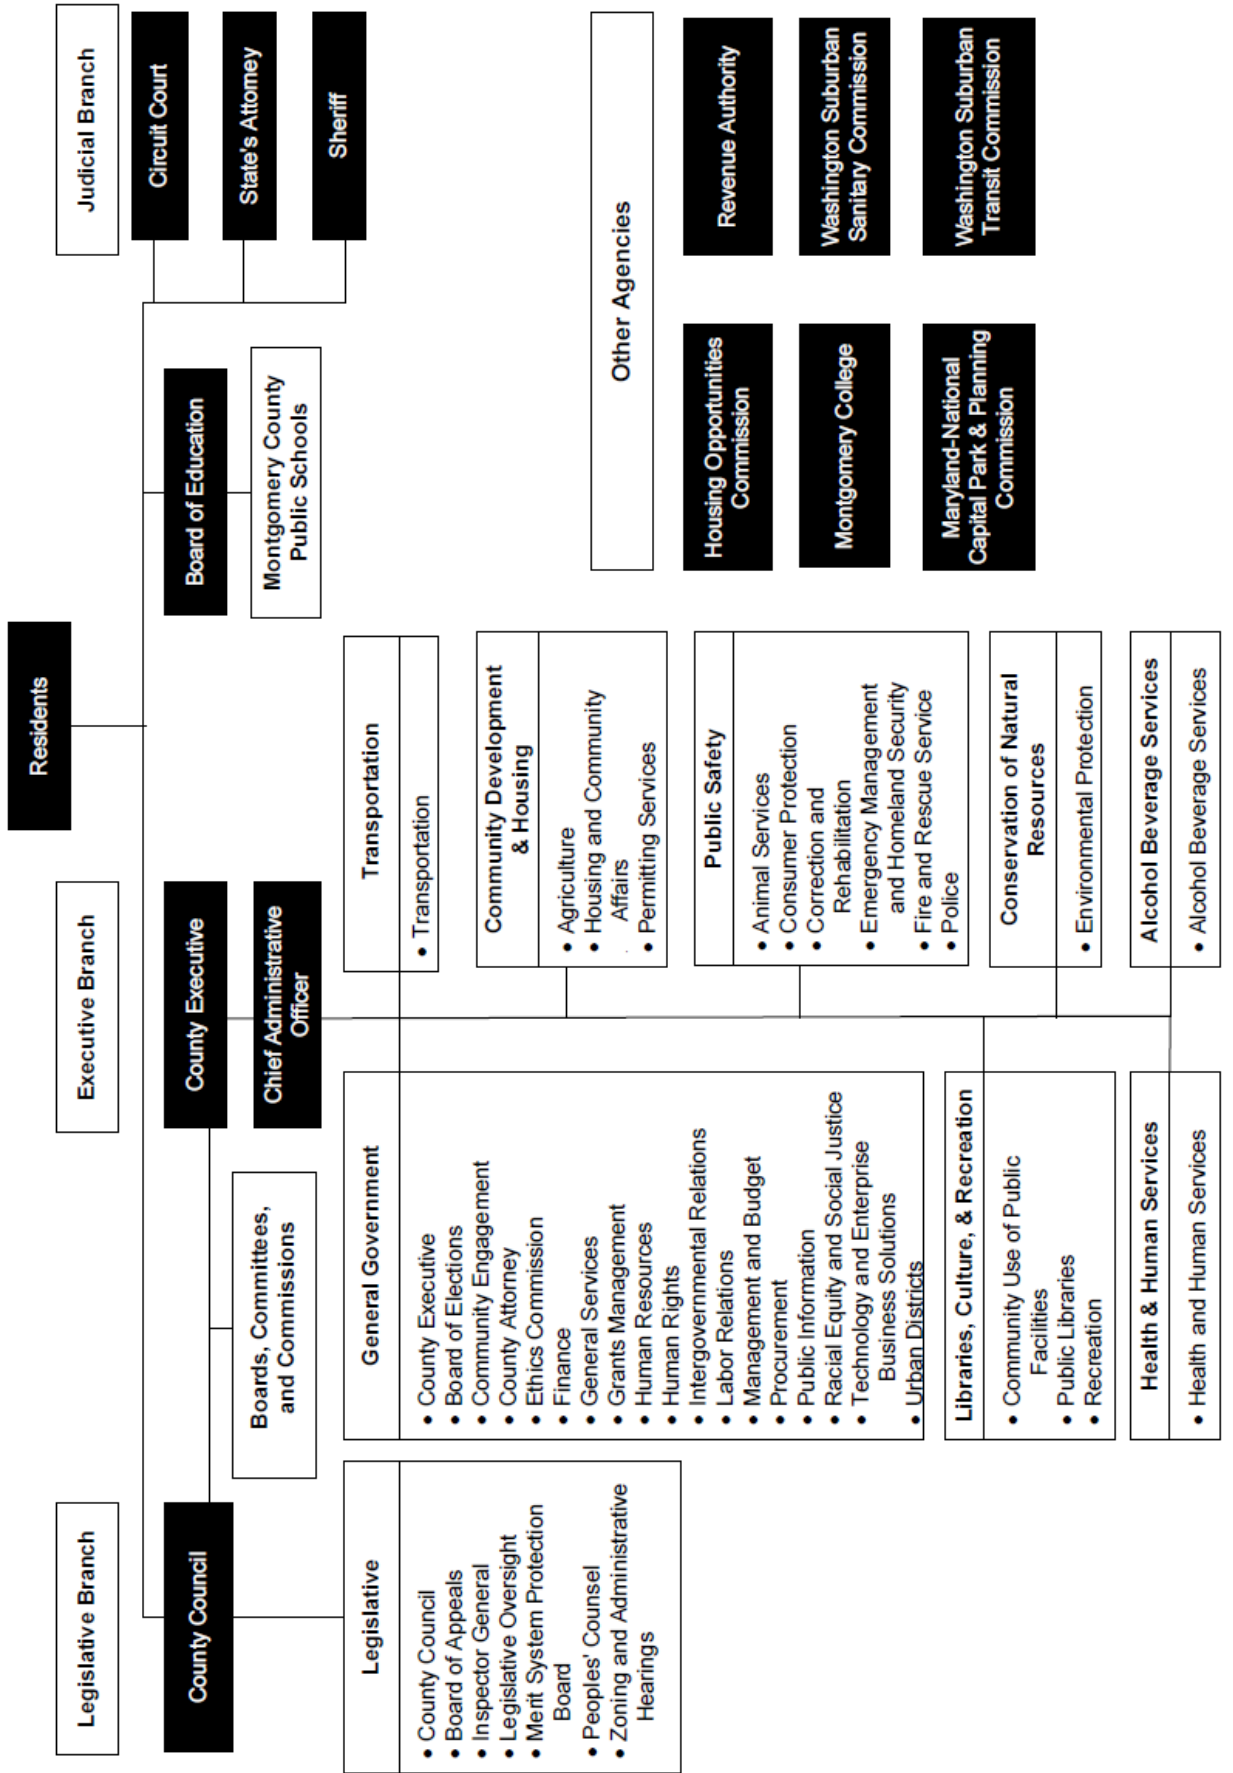 Residents
Legislative Branch
Executive Branch
Judicial Branch
County Council
County Executive
Board of Education
Circuit Court
State's Attorney
Sheriff
Boards, Committees,
and Commissions
Chief Administrative
Officer
Montgomery County
Public Schools
Legislative
• County Council
• Board of Appeals
• Inspector General
• Legislative Oversight
• Merit System Protection
Board
• Peoples' Counsel
• Zoning and Administrative
Hearings
General Government
• County Executive
• Board of Elections
• Community Engagement
• County Attorney
• Ethics Commission
• Finance
• General Services
• Grants Management
• Human Resources
• Human Rights
• Intergovernmental Relations
• Labor Relations
• Management and Budget
• Procurement
• Public Information
• Racial Equity and Social Justice
• Technology and Enterprise
Business Solutions
• Urban Districts
Libraries, Culture, & Recreation
• Community Use of Public
Facilities
• Public Libraries
• Recreation
Health & Human Services
• Health and Human Services
Transportation
• Transportation
Community Development
& Housing
• Agriculture
• Housing and Community
Affairs
• Permitting Services
Public Safety
• Animal Services
• Consumer Protection
• Correction and
Rehabilitation
• Emergency Management
and Homeland Security
• Fire and Rescue Service
• Police
Conservation of Natural
Resources
• Environmental Protection
Alcohol Beverage Services
• Alcohol Beverage Services
Other Agencies
Housing Opportunities
Commission
Revenue Authority
Montgomery College
Washington Suburban
Sanitary Commission
Maryland-National
Capital Park & Planning
Commission
Washington Suburban
Transit Commission